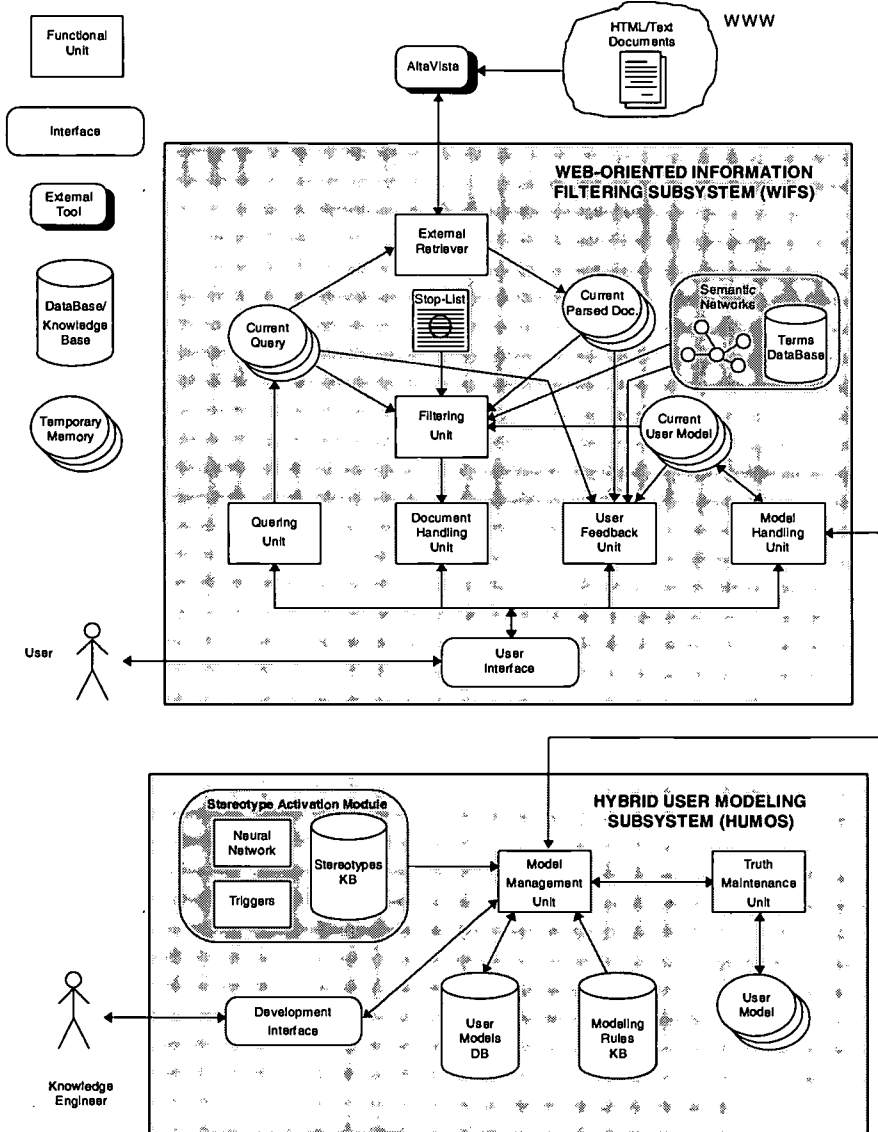 Functional
Unit
Interface
External
Tool
DataBase/
Knowledge
Base
Temporary
Memory
WWW
HTML/Text
Documents
AltaVista
WEB-ORIENTED INFORMATION
FILTERING SUBSYSTEM (WIFS)
External
Retriever
Stop-List
Current
Query
Current
Parsed Doc.
Semantic
Networks
Terms
DataBase
Filtering
Unit
Current
User Model
Quering
Unit
Document
Handling
Unit
User
Feedback
Unit
Model
Handling
Unit
User
User
Interface
HYBRID USER MODELING
SUBSYSTEM (HUMOS)
Stereotype Activation Module
Neural
Network
Triggers
Stereotypes
KB
Model
Management
Unit
Truth
Maintenance
Unit
Development
Interface
User
Models
DB
Modeling
Rules
KB
User
Model
Knowledge
Engineer